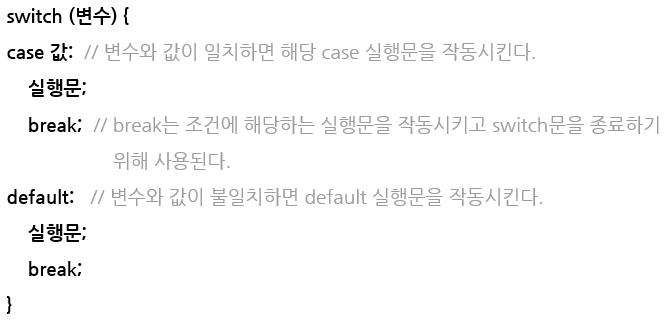 switch (변수) {
case 값:  // 변수와 값이 일치하면 해당 case 실행문을 작동시킨다.
실행문;
break;  // break는 조건에 해당하는 실행문을 작동시키고 switch문을 종료하기
위해 사용된다.
default:  // 변수와 값이 불일치하면 default 실행문을 작동시킨다.
실행문;
break;
}